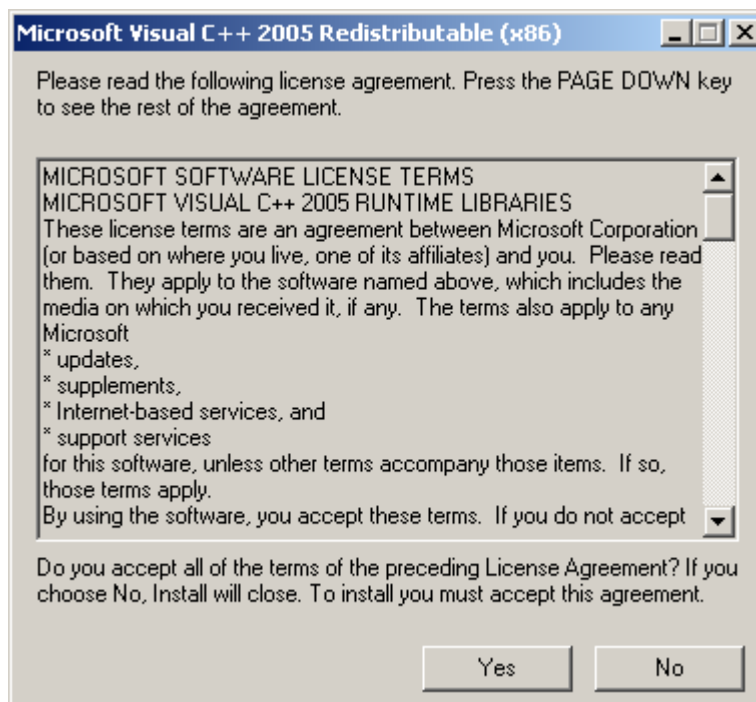 Microsoft Visual C++ 2005 Redistributable (x86)
Please read the following license agreement. Press the PAGE DOWN key
to see the rest of the agreement.
MICROSOFT SOFTWARE LICENSE TERMS
MICROSOFT VISUAL C++ 2005 RUNTIME LIBRARIES
These license terms are an agreement between Microsoft Corporation
(or based on where you live, one of its affiliates) and you.  Please read
them.  They apply to the software named above, which includes the
media on which you received it, if any.  The terms also apply to any
Microsoft
* updates,
* supplements,
* Internet-based services, and
* support services
for this software, unless other terms accompany those items.  If so,
those terms apply.
By using the software, you accept these terms.  If you do not accept
Do you accept all of the terms of the preceding License Agreement? If you
choose No, Install will close. To install you must accept this agreement.
Yes
No